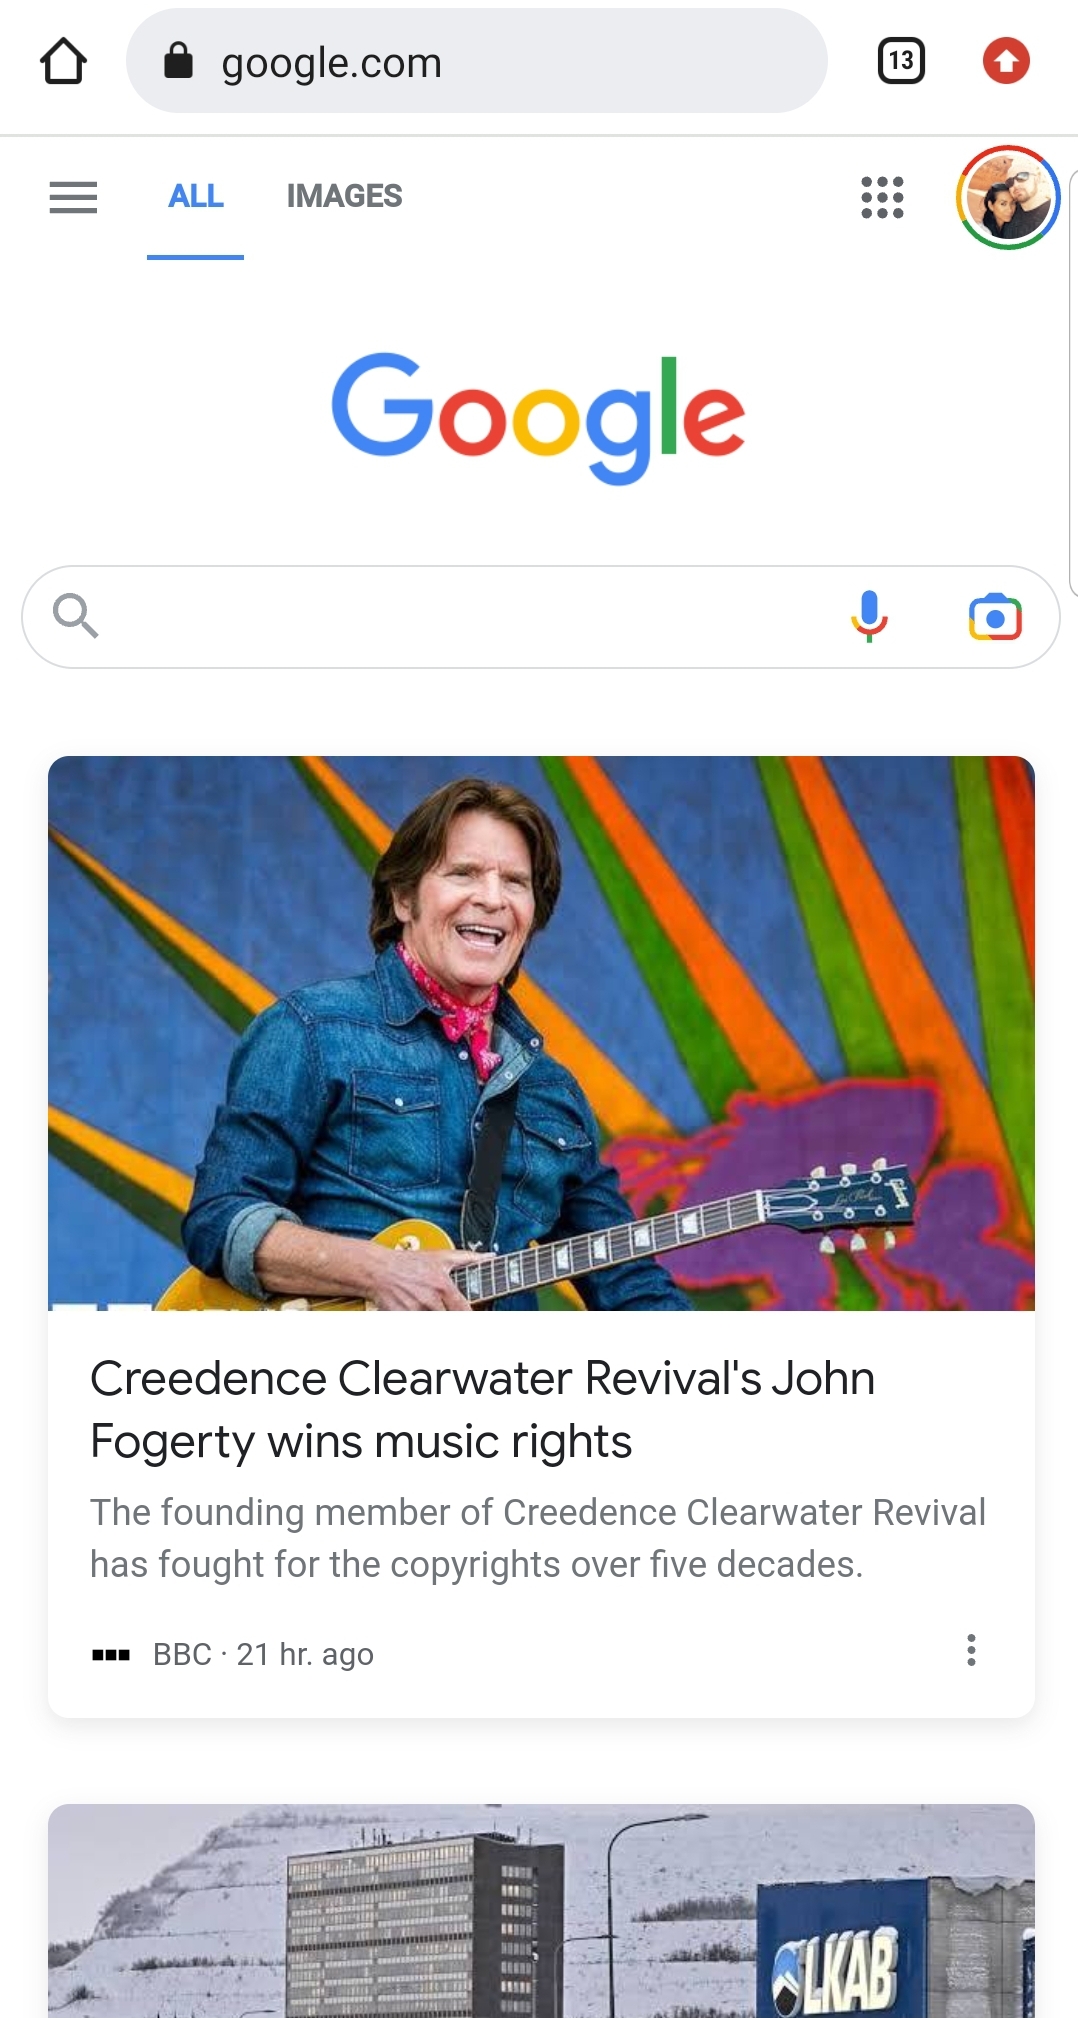 google.com
13
ALL IMAGES
Google
Creedence Clearwater Revival's John
Fogerty wins music rights
The founding member of Creedence Clearwater Revival
has fought for the copyrights over five decades.
BBC · 21 hr. ago
LKAB